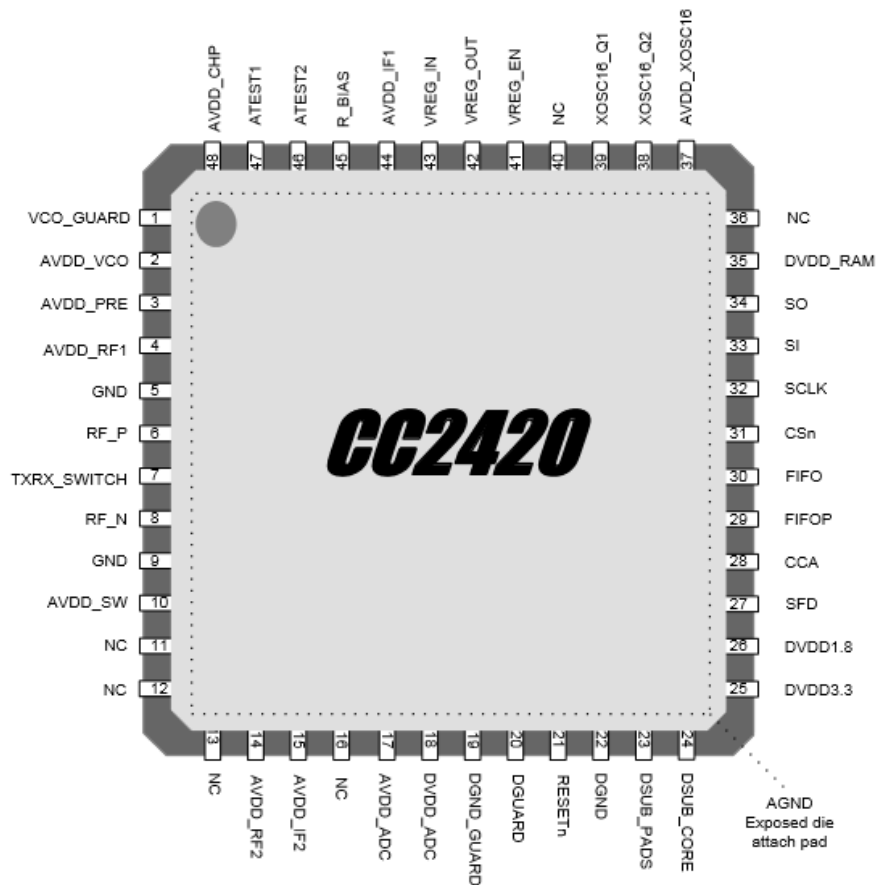 AVDD_CHP
ATEST1
ATEST2
R_BIAS
AVDD_IF1
VREG_IN
VREG_OUT
VREG_EN
NC
XOSC16_Q1
XOSC16_Q2
AVDD_XOSC16
48
47
46
45
44
43
42
41
40
39
38
37
VCO_GUARD 1
AVDD_VCO 2
AVDD_PRE 3
AVDD_RF1 4
GND 5
RF_P 6
TXRX_SWITCH 7
RF_N 8
GND 9
AVDD_SW 10
NC 11
NC 12
CC2420
36 NC
35 DVDD_RAM
34 SO
33 SI
32 SCLK
31 CSn
30 FIFO
29 FIFOP
28 CCA
27 SFD
26 DVDD1.8
25 DVDD3.3
13
14
15
16
17
18
19
20
21
22
23
24
NC
AVDD_RF2
AVDD_IF2
NC
AVDD_ADC
DVDD_ADC
DGND_GUARD
DGUARD
RESETn
DGND
DSUB_PADS
DSUB_CORE
AGND
Exposed die
attach pad